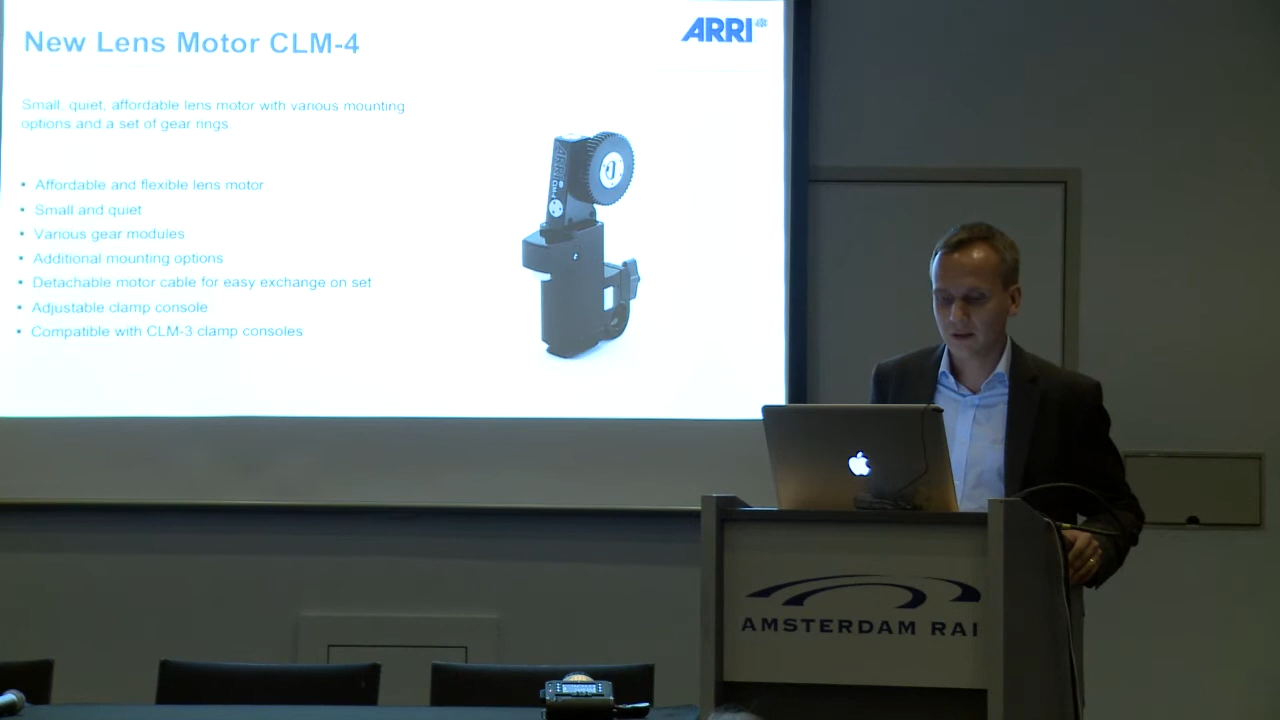 New Lens Motor CLM-4
ARRI
Small, quiet, affordable lens motor with various mounting
options and a set of gear rings
• Affordable and flexible lens motor
• Small and quiet
• Various gear modules
• Additional mounting options
• Detachable motor cable for easy exchange on set
• Adjustable clamp console
• Compatible with CLM-3 clamp consoles
ARRI
AMSTERDAM RAI